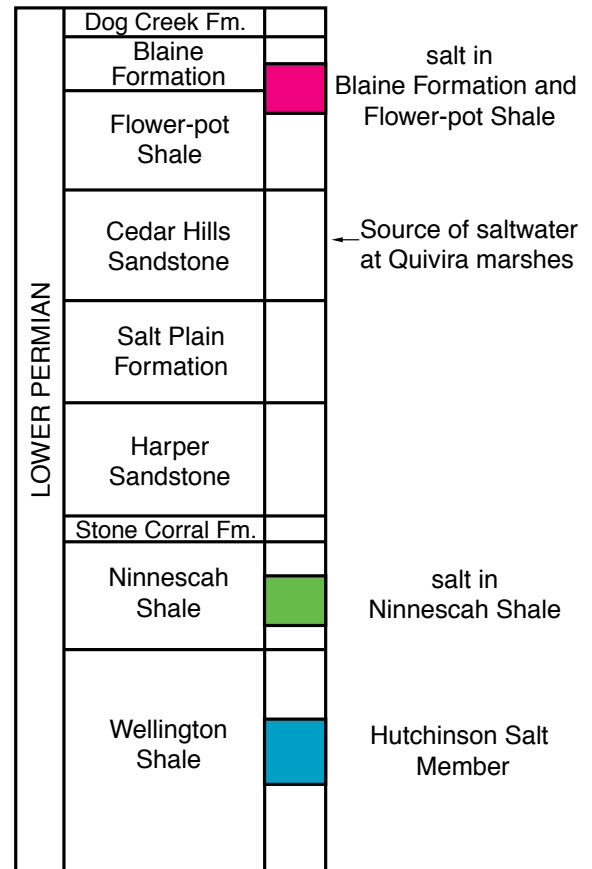 Dog Creek Fm.
Blaine
Formation
salt in
Blaine Formation and
Flower-pot Shale
Flower-pot
Shale
Cedar Hills
Sandstone
Source of saltwater
at Quivira marshes
LOWER PERMIAN
Salt Plain
Formation
Harper
Sandstone
Stone Corral Fm.
Ninnescah
Shale
salt in
Ninnescah Shale
Wellington
Shale
Hutchinson Salt
Member